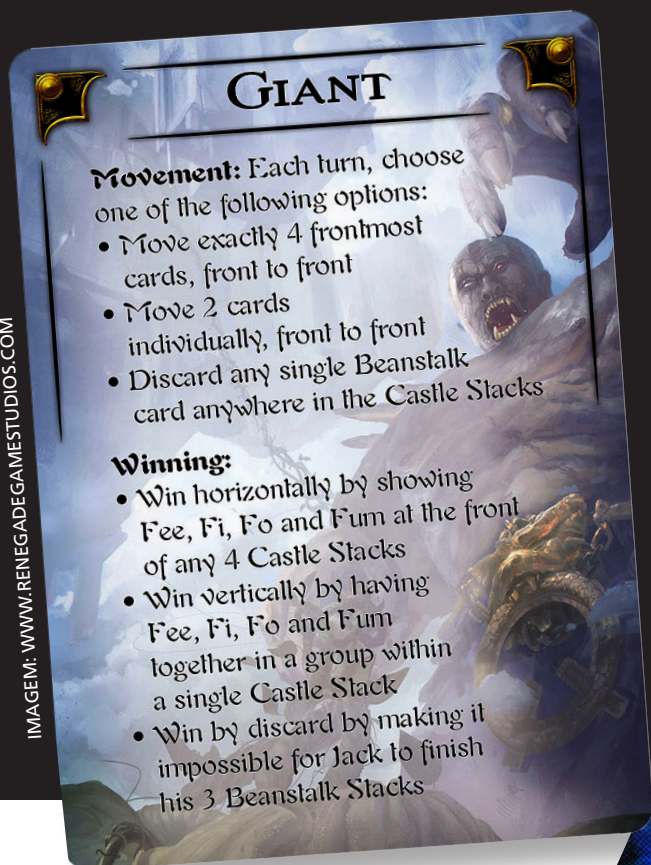 GIANT
Movement: Each turn, choose
one of the following options:
• Move exactly 4 frontmost
cards, front to front
• Move 2 cards
individually, front to front
• Discard any single Beanstalk
card anywhere in the Castle Stacks
Winning:
• Win horizontally by showing
Fee, Fi, Fo and Fum at the front
of any 4 Castle Stacks
• Win vertically by having
Fee, Fi, Fo and Fum
together in a group within
a single Castle Stack
• Win by discard by making it
impossible for Jack to finish
his 3 Beanstalk Stacks
IMAGEM: WWW.RENEGADEGAMESTUDIOS.COM